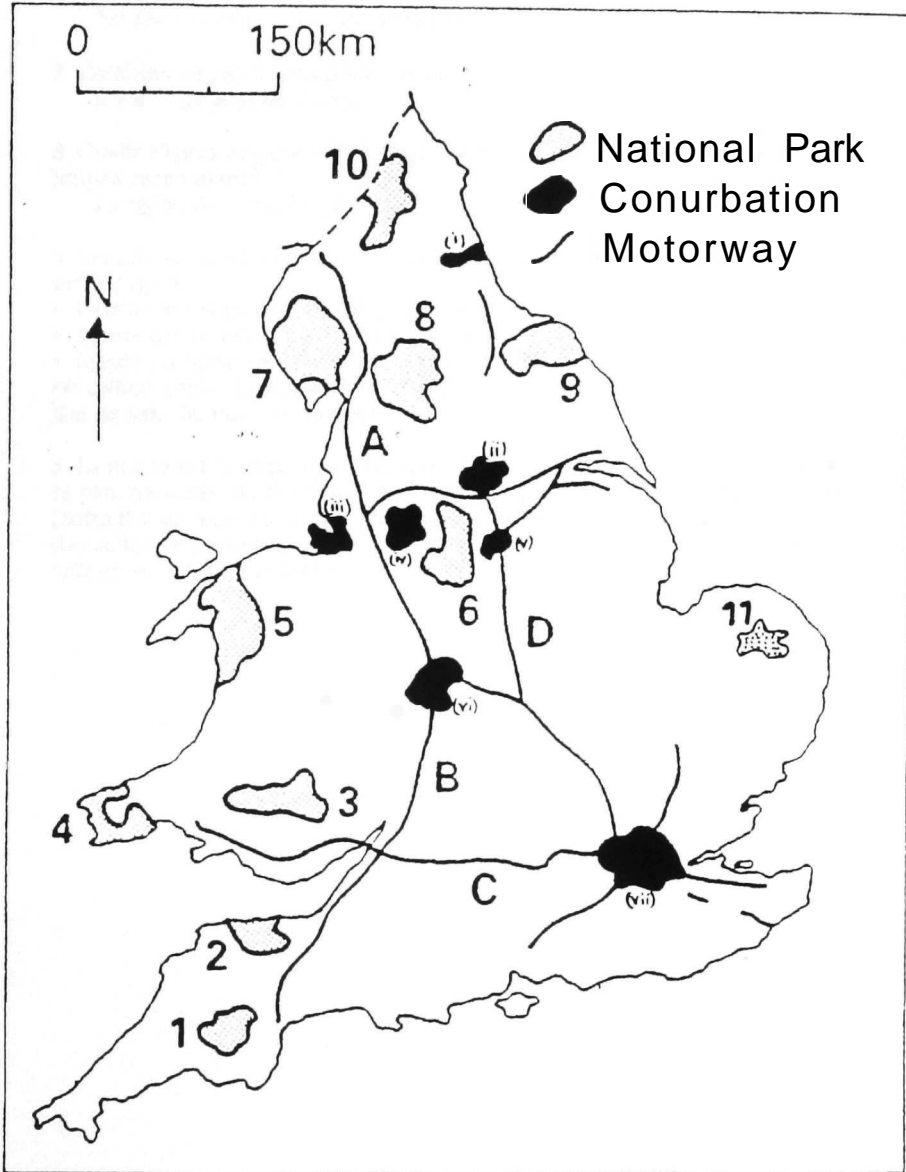 0 150km
National Park
Conurbation
Motorway
10
(i)
N
8
7
9
A
(ii)
(iii)
(iv)
(v)
6
5
D
11
(vi)
B
3
4
C
(vii)
2
1